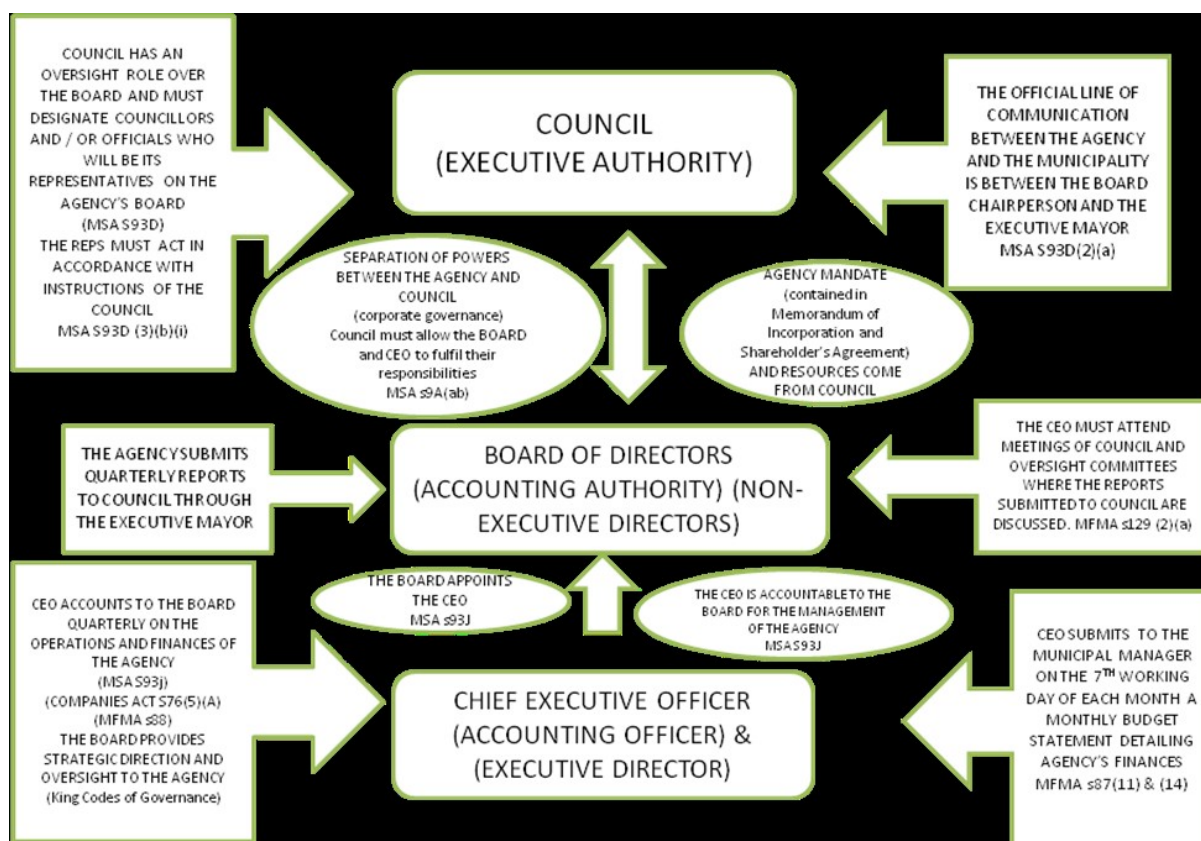 COUNCIL HAS AN
OVERSIGHT ROLE OVER
THE BOARD AND MUST
DESIGNATE COUNCILLORS
AND / OR OFFICIALS WHO
WILL BE ITS
REPRESENTATIVES ON THE
AGENCY'S BOARD
(MSA S93D)
THE REPS MUST ACT IN
ACCORDANCE WITH
INSTRUCTIONS OF THE
COUNCIL
MSA S93D (3)(b)(i)
COUNCIL
(EXECUTIVE AUTHORITY)
THE OFFICIAL LINE OF
COMMUNICATION
BETWEEN THE AGENCY
AND THE MUNICIPALITY
IS BETWEEN THE BOARD
CHAIRPERSON AND THE
EXECUTIVE MAYOR
MSA S93D(2)(a)
SEPARATION OF POWERS
BETWEEN THE AGENCY AND
COUNCIL
(corporate governance)
Council must allow the BOARD
and CEO to fulfil their
responsibilities
MSA s9A(ab)
AGENCY MANDATE
(contained in
Memorandum of
Incorporation and
Shareholder's Agreement)
AND RESOURCES COME
FROM COUNCIL
THE AGENCY SUBMITS
QUARTERLY REPORTS
TO COUNCIL THROUGH
THE EXECUTIVE MAYOR
BOARD OF DIRECTORS
(ACCOUNTING AUTHORITY) (NON-
EXECUTIVE DIRECTORS)
THE CEO MUST ATTEND
MEETINGS OF COUNCIL AND
OVERSIGHT COMMITTEES
WHERE THE REPORTS
SUBMITTED TO COUNCIL ARE
DISCUSSED. MFMA s129 (2)(a)
THE BOARD APPOINTS
THE CEO
MSA s93J
THE CEO IS ACCOUNTABLE TO THE
BOARD FOR THE MANAGEMENT
OF THE AGENCY
MSA S93J
CEO ACCOUNTS TO THE BOARD
QUARTERLY ON THE
OPERATIONS AND FINANCES OF
THE AGENCY
(MSA S93j)
(COMPANIES ACT S76(5)(A)
(MFMA s88)
THE BOARD PROVIDES
STRATEGIC DIRECTION AND
OVERSIGHT TO THE AGENCY
(King Codes of Governance)
CHIEF EXECUTIVE OFFICER
(ACCOUNTING OFFICER) &
(EXECUTIVE DIRECTOR)
CEO SUBMITS TO THE
MUNICIPAL MANAGER
ON THE 7TH WORKING
DAY OF EACH MONTH A
MONTHLY BUDGET
STATEMENT DETAILING
AGENCY'S FINANCES
MFMA s87(11) & (14)